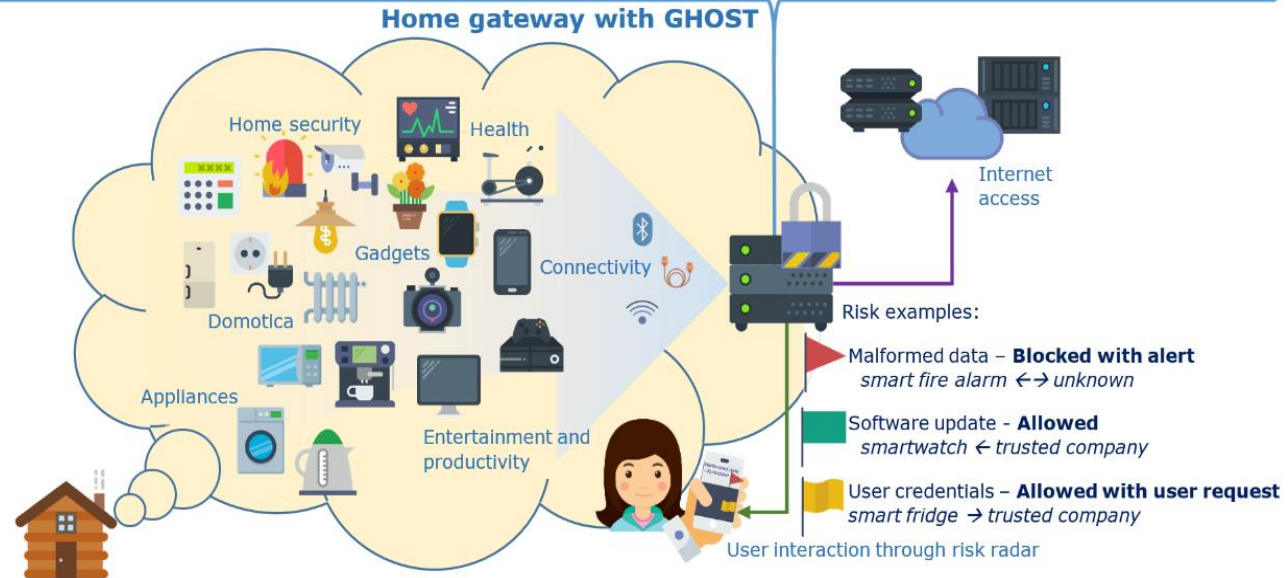 Home gateway with GHOST
Home security
Health
XXXX
Gadgets
Connectivity
Domotica
Appliances
Entertainment and
productivity
Internet
access
Risk examples:
Malformed data – Blocked with alert
smart fire alarm ←→ unknown
Software update - Allowed
smartwatch ← trusted company
User credentials – Allowed with user request
smart fridge → trusted company
User interaction through risk radar